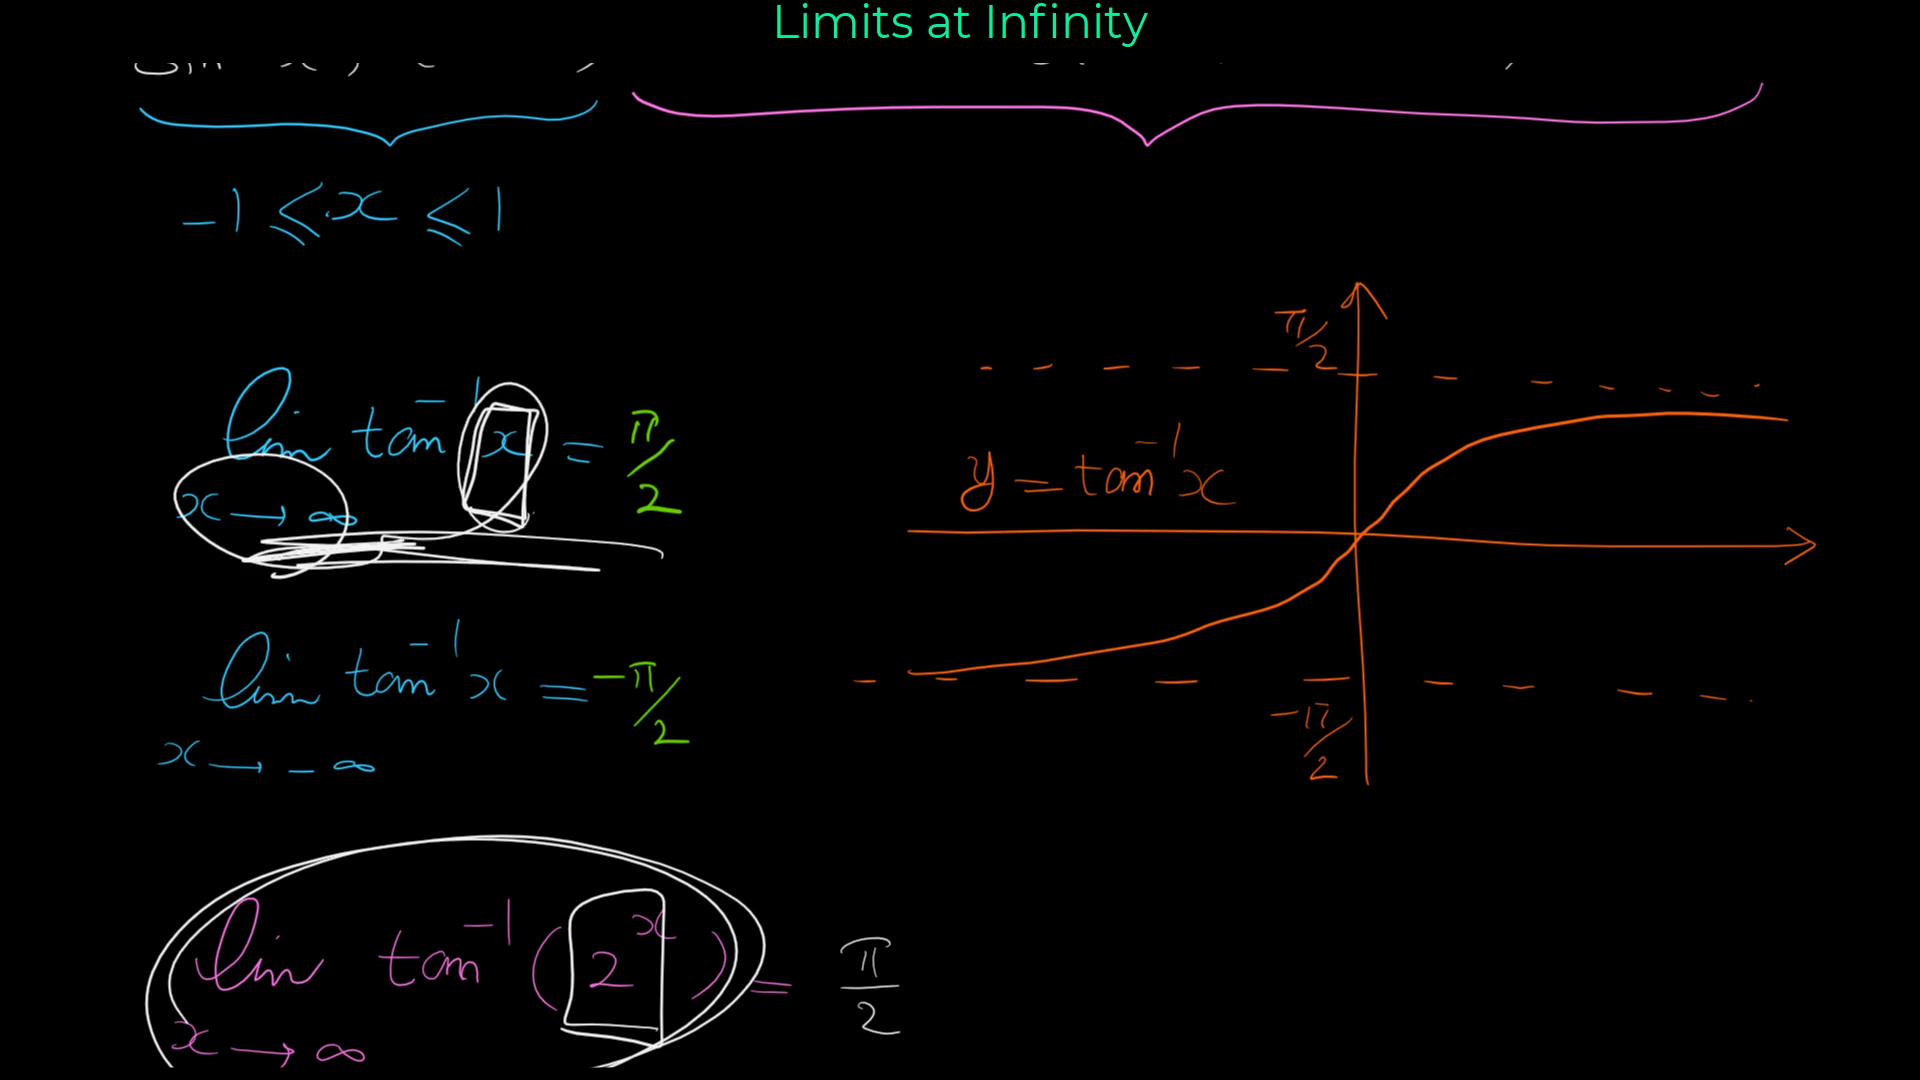 Limits at Infinity
-1 ≤ x ≤ 1
π/2
lim tan⁻¹ x = π/2
x → ∞
y = tan⁻¹ x
lim tan⁻¹ x = -π/2
x → -∞
-π/2
lim tan⁻¹ (2ˣ) = π/2
x → ∞